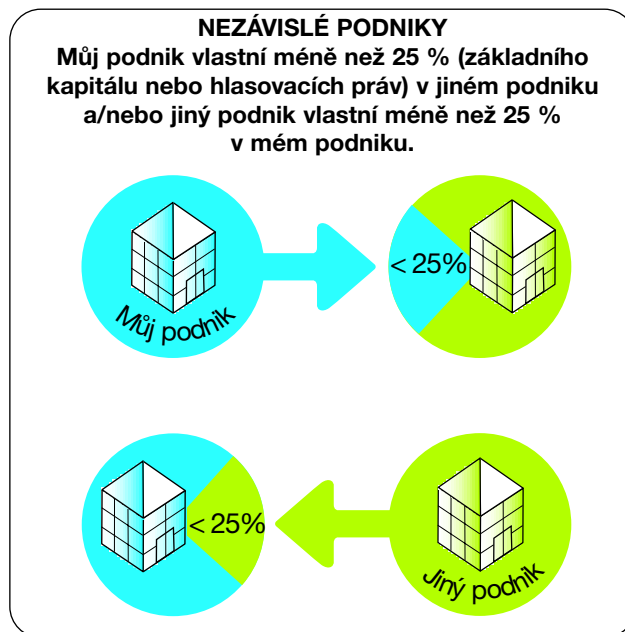 NEZÁVISLÉ PODNIKY
Můj podnik vlastní méně než 25 % (základního
kapitálu nebo hlasovacích práv) v jiném podniku
a/nebo jiný podnik vlastní méně než 25 %
v mém podniku.
< 25%
Můj podnik
< 25%
Jiný podnik